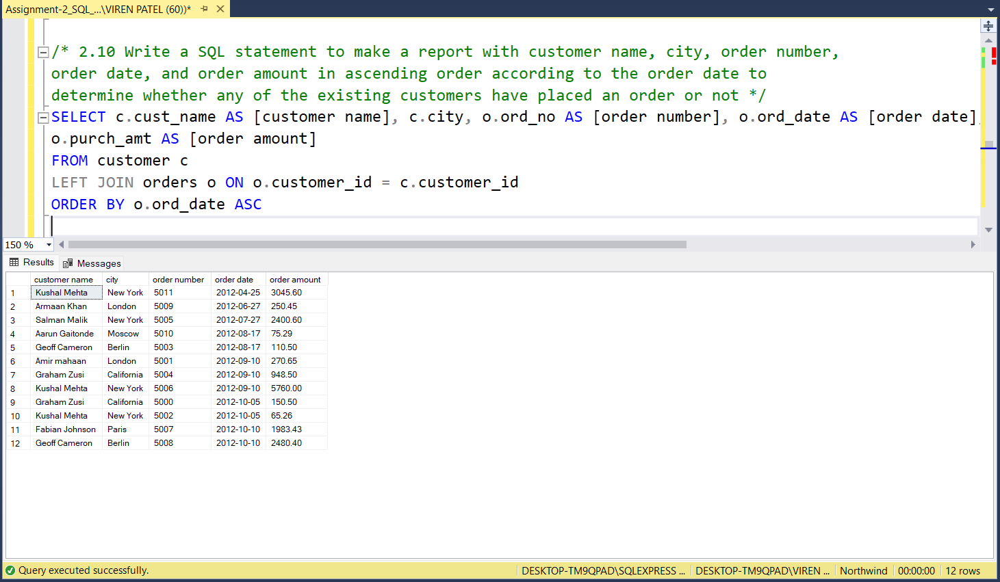 Assignment-2_SQL_...\VIREN PATEL (60))*
/* 2.10 Write a SQL statement to make a report with customer name, city, order number,
order date, and order amount in ascending order according to the order date to
determine whether any of the existing customers have placed an order or not */
SELECT c.cust_name AS [customer name], c.city, o.ord_no AS [order number], o.ord_date AS [order date],
o.purch_amt AS [order amount]
FROM customer c
LEFT JOIN orders o ON o.customer_id = c.customer_id
ORDER BY o.ord_date ASC
150 %
Results Messages
customer name city order number order date order amount
1 Kushal Mehta New York 5011 2012-04-25 3045.60
2 Armaan Khan London 5009 2012-06-27 250.45
3 Salman Malik New York 5005 2012-07-27 2400.60
4 Aarun Gaitonde Moscow 5010 2012-08-17 75.29
5 Geoff Cameron Berlin 5003 2012-08-17 110.50
6 Amir mahaan London 5001 2012-09-10 270.65
7 Graham Zusi California 5004 2012-09-10 948.50
8 Kushal Mehta New York 5006 2012-09-10 5760.00
9 Graham Zusi California 5000 2012-10-05 150.50
10 Kushal Mehta New York 5002 2012-10-05 65.26
11 Fabian Johnson Paris 5007 2012-10-10 1983.43
12 Geoff Cameron Berlin 5008 2012-10-10 2480.40
Query executed successfully. DESKTOP-TM9QPAD\SQLEXPRESS ... DESKTOP-TM9QPAD\VIREN ... Northwind 00:00:00 12 rows